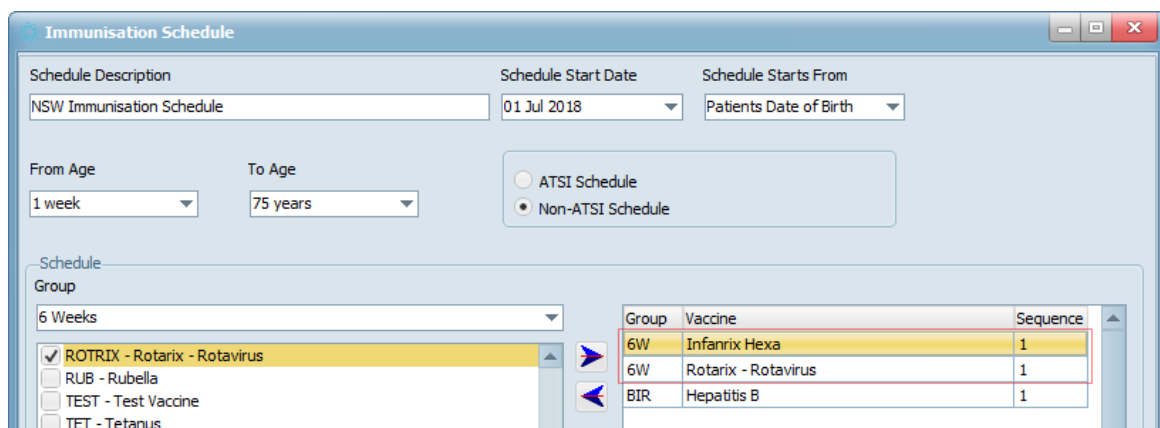 Immunisation Schedule
Schedule Description
Schedule Start Date
Schedule Starts From
NSW Immunisation Schedule
01 Jul 2018
Patients Date of Birth
From Age
To Age
1 week
75 years
ATSI Schedule
Non-ATSI Schedule
Schedule
Group
6 Weeks
ROTRIX - Rotarix - Rotavirus
RUB - Rubella
TEST - Test Vaccine
TET - Tetanus
Group Vaccine Sequence
6W Infanrix Hexa 1
6W Rotarix - Rotavirus 1
BIR Hepatitis B 1